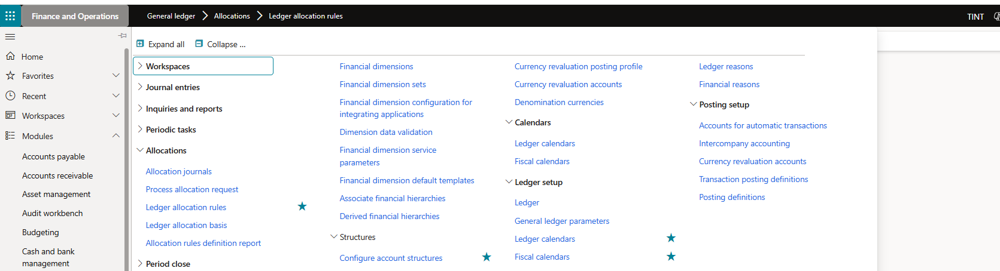 Finance and Operations
General ledger
Allocations
Ledger allocation rules
TINT
Home
Favorites
Recent
Workspaces
Modules
Accounts payable
Accounts receivable
Asset management
Audit workbench
Budgeting
Cash and bank
management
Expand all
Collapse ...
Workspaces
Journal entries
Inquiries and reports
Periodic tasks
Allocations
Allocation journals
Process allocation request
Ledger allocation rules
Ledger allocation basis
Allocation rules definition report
Period close
Financial dimensions
Financial dimension sets
Financial dimension configuration for
integrating applications
Dimension data validation
Financial dimension service
parameters
Financial dimension default templates
Associate financial hierarchies
Derived financial hierarchies
Structures
Configure account structures
Currency revaluation posting profile
Currency revaluation accounts
Denomination currencies
Calendars
Ledger calendars
Fiscal calendars
Ledger setup
Ledger
General ledger parameters
Ledger calendars
Fiscal calendars
Ledger reasons
Financial reasons
Posting setup
Accounts for automatic transactions
Intercompany accounting
Currency revaluation accounts
Transaction posting definitions
Posting definitions